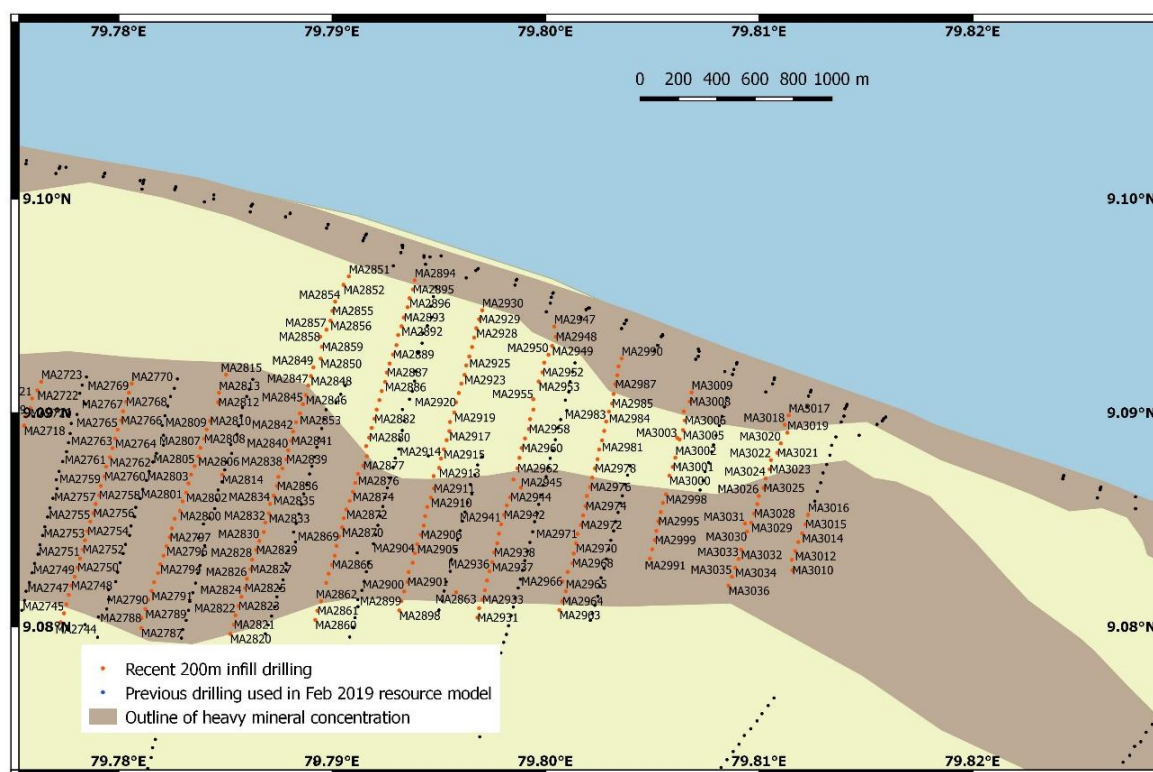 79.78°E 79.79°E 79.80°E 79.81°E 79.82°E
0 200 400 600 800 1000 m
9.10°N 9.10°N
MA2851 MA2894
MA2854 MA2852 MA2895
MA2896 MA2930
MA2855 MA2893 MA2929 MA2947
MA2857 MA2856 MA2892 MA2928 MA2948
MA2858
MA2859 MA2889 MA2950 MA2949 MA2990
MA2849 MA2850 MA2925
MA2723 MA2770 MA2815 MA2847 MA2848 MA2887 MA2923 MA2952
MA2769 MA2813 MA2886 MA2953 MA2987 MA3009
MA2722 MA2767 MA2768 MA2812 MA2845 MA2846 MA2920 MA2955 MA2985 MA3008
9.09°N MA2765 MA2766 MA2809 MA2810 MA2842 MA2853 MA2882 MA2919 MA2983 MA2984 MA3006 MA3018 MA3017 9.09°N
MA2718 MA2763 MA2764 MA2807 MA2808 MA2840 MA2841 MA2880 MA2917 MA2958 MA3003 MA3005 MA3020 MA3019
MA2761 MA2762 MA2805 MA2806 MA2838 MA2839 MA2877 MA2914 MA2915 MA2960 MA2981 MA3002 MA3022 MA3021
MA2759 MA2760 MA2803 MA2814 MA2876 MA2913 MA2962 MA2978 MA3001 MA3024 MA3023
MA2757 MA2758 MA2801 MA2802 MA2834 MA2836 MA2874 MA2911 MA2945 MA2976 MA3000 MA3026 MA3025
MA2755 MA2756 MA2800 MA2832 MA2835 MA2872 MA2910 MA2944 MA2974 MA2998 MA3016
MA2753 MA2754 MA2797 MA2830 MA2833 MA2869 MA2870 MA2941 MA2942 MA2972 MA2995 MA3031 MA3028 MA3015
MA2751 MA2752 MA2796 MA2828 MA2829 MA2904 MA2906 MA2971 MA2999 MA3030 MA3029 MA3014
MA2749 MA2750 MA2794 MA2826 MA2827 MA2866 MA2905 MA2936 MA2938 MA2970 MA2991 MA3033 MA3032 MA3012
MA2747 MA2748 MA2824 MA2825 MA2900 MA2901 MA2937 MA2968 MA3035 MA3034 MA3010
MA2745 MA2790 MA2791 MA2822 MA2823 MA2862 MA2899 MA2863 MA2933 MA2966 MA2965 MA3036
MA2788 MA2789 MA2821 MA2861 MA2898 MA2931 MA2964
MA2744 MA2787 MA2820 MA2860 MA2963
9.08°N 9.08°N
Recent 200m infill drilling
Previous drilling used in Feb 2019 resource model
Outline of heavy mineral concentration
79.78°E 79.79°E 79.80°E 79.81°E 79.82°E